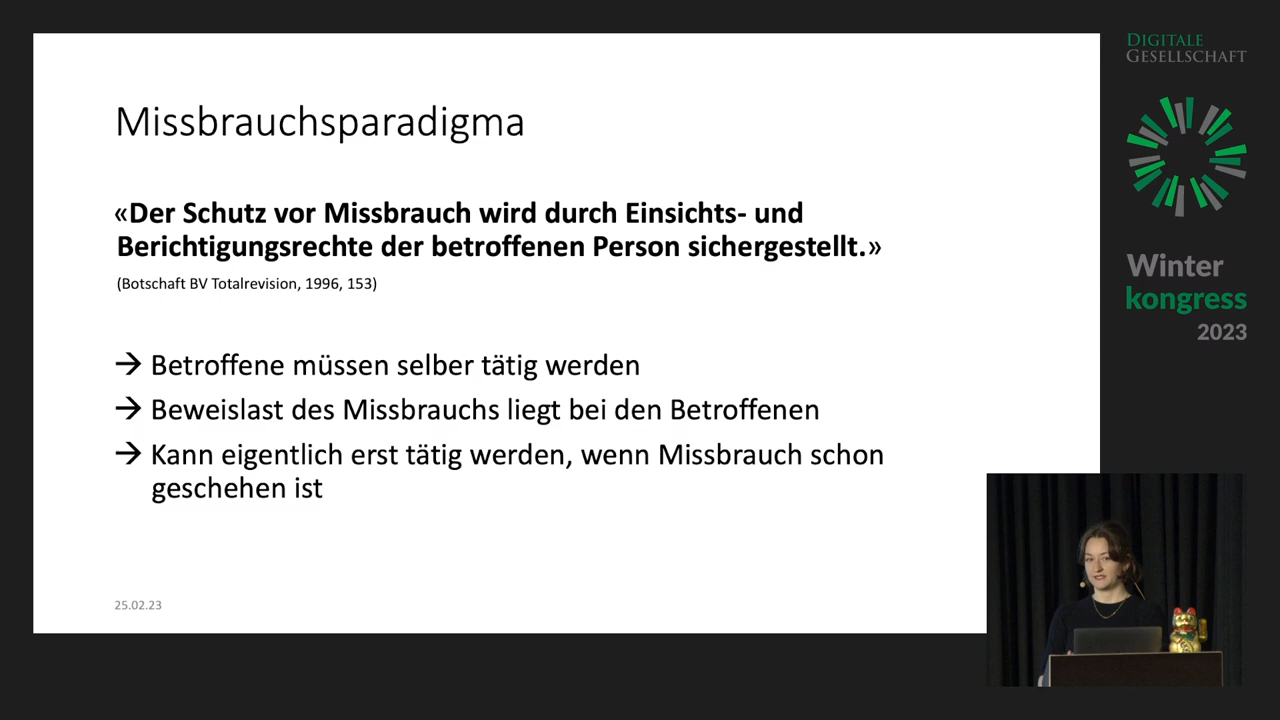 Missbrauchsparadigma
«Der Schutz vor Missbrauch wird durch Einsichts- und
Berichtigungsrechte der betroffenen Person sichergestellt.»
(Botschaft BV Totalrevision, 1996, 153)
→ Betroffene müssen selber tätig werden
→ Beweislast des Missbrauchs liegt bei den Betroffenen
→ Kann eigentlich erst tätig werden, wenn Missbrauch schon
geschehen ist
25.02.23
DIGITALE
GESELLSCHAFT
Winter
kongress
2023